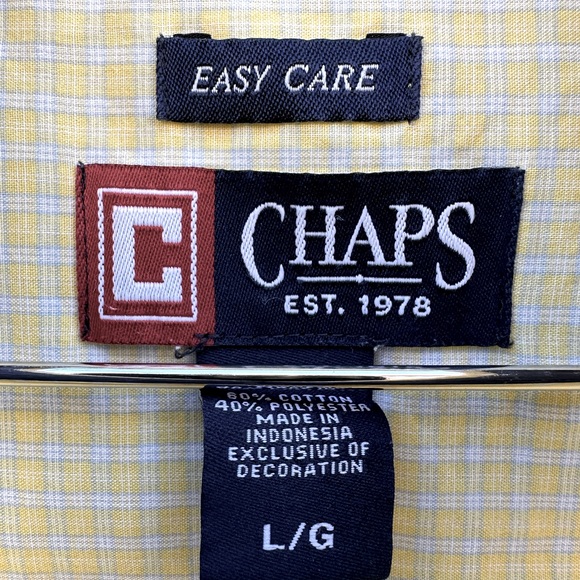 EASY CARE
C
CHAPS
EST. 1978
60% COTTON
40% POLYESTER
MADE IN
INDONESIA
EXCLUSIVE OF
DECORATION
L/G